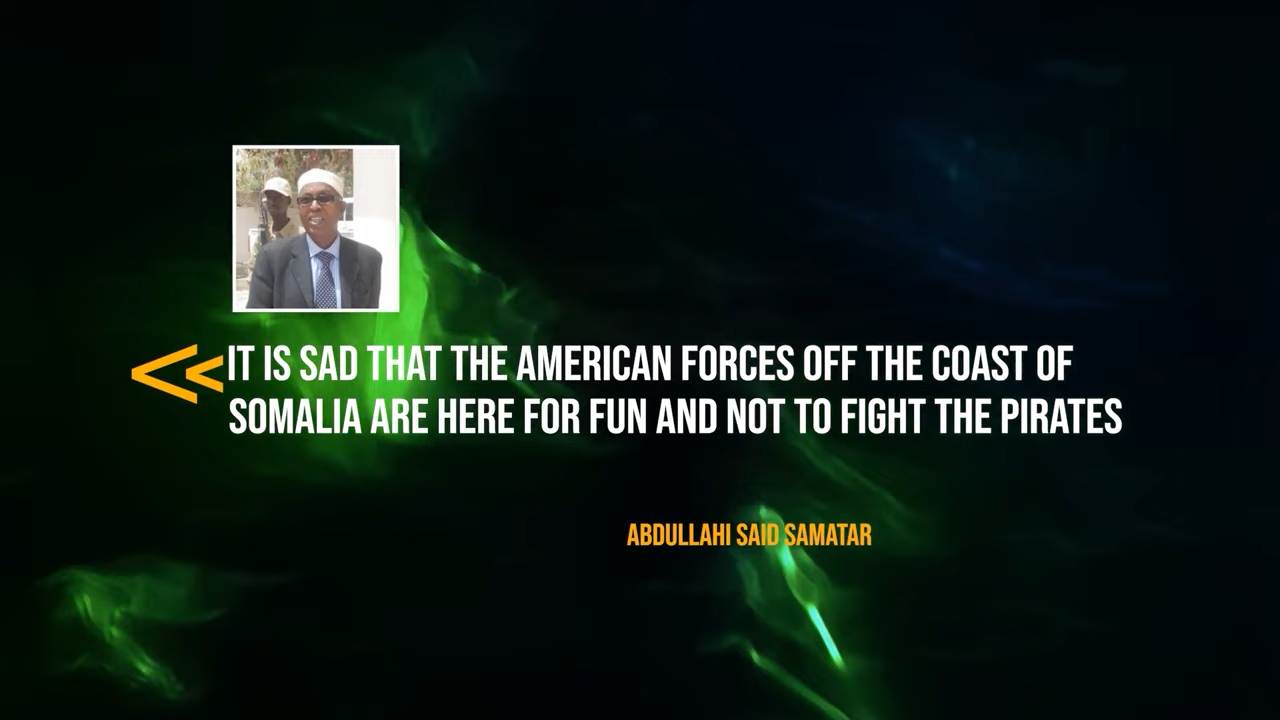 IT IS SAD THAT THE AMERICAN FORCES OFF THE COAST OF
SOMALIA ARE HERE FOR FUN AND NOT TO FIGHT THE PIRATES
ABDULLAHI SAID SAMATAR